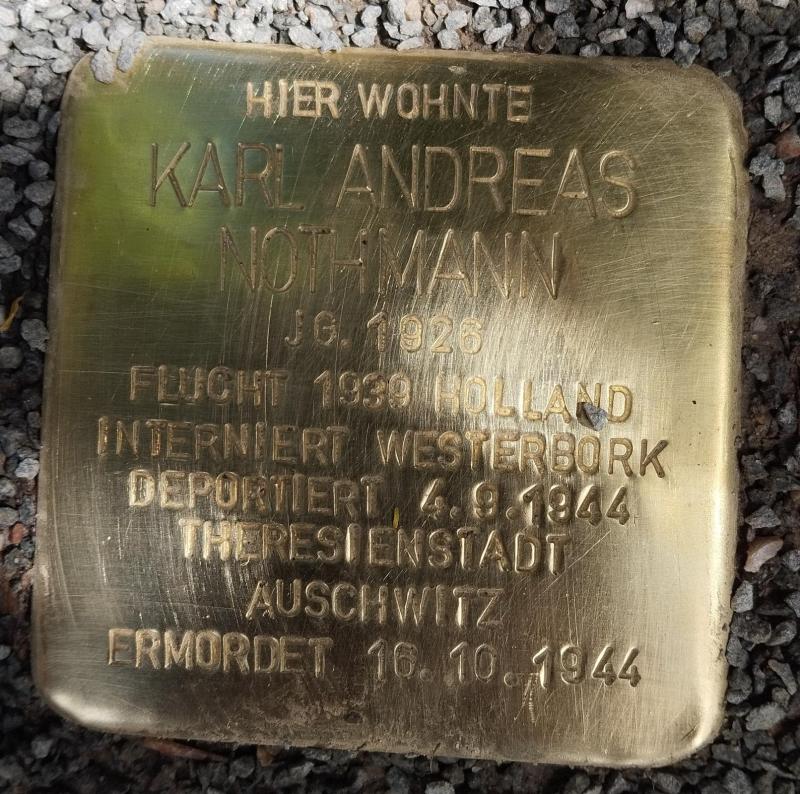 HIER WOHNTE
KARL ANDREAS
NOTHMANN
JG. 1926
FLUCHT 1939 HOLLAND
INTERNIERT WESTERBORK
DEPORTIERT 4.9.1944
THERESIENSTADT
AUSCHWITZ
ERMORDET 16.10.1944